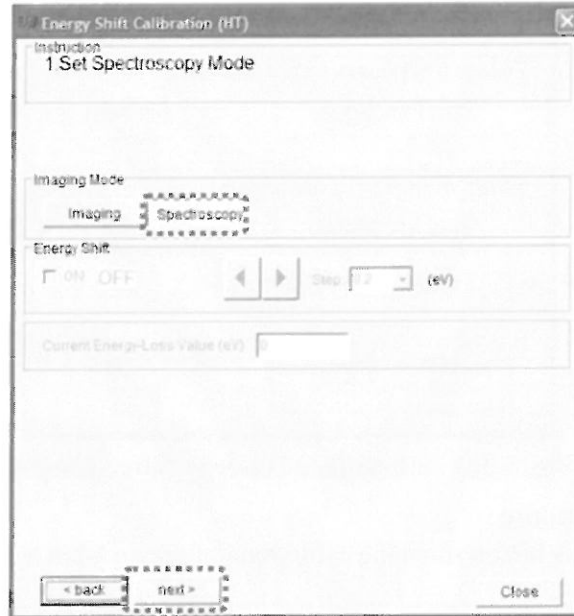 Energy Shift Calibration (HT)
Instruction
1.Set Spectroscopy Mode
Imaging Mode
Imaging Spectroscopy
Energy Shift
ON OFF Step (eV)
Current Energy-Loss Value (eV) 0
< back next > Close